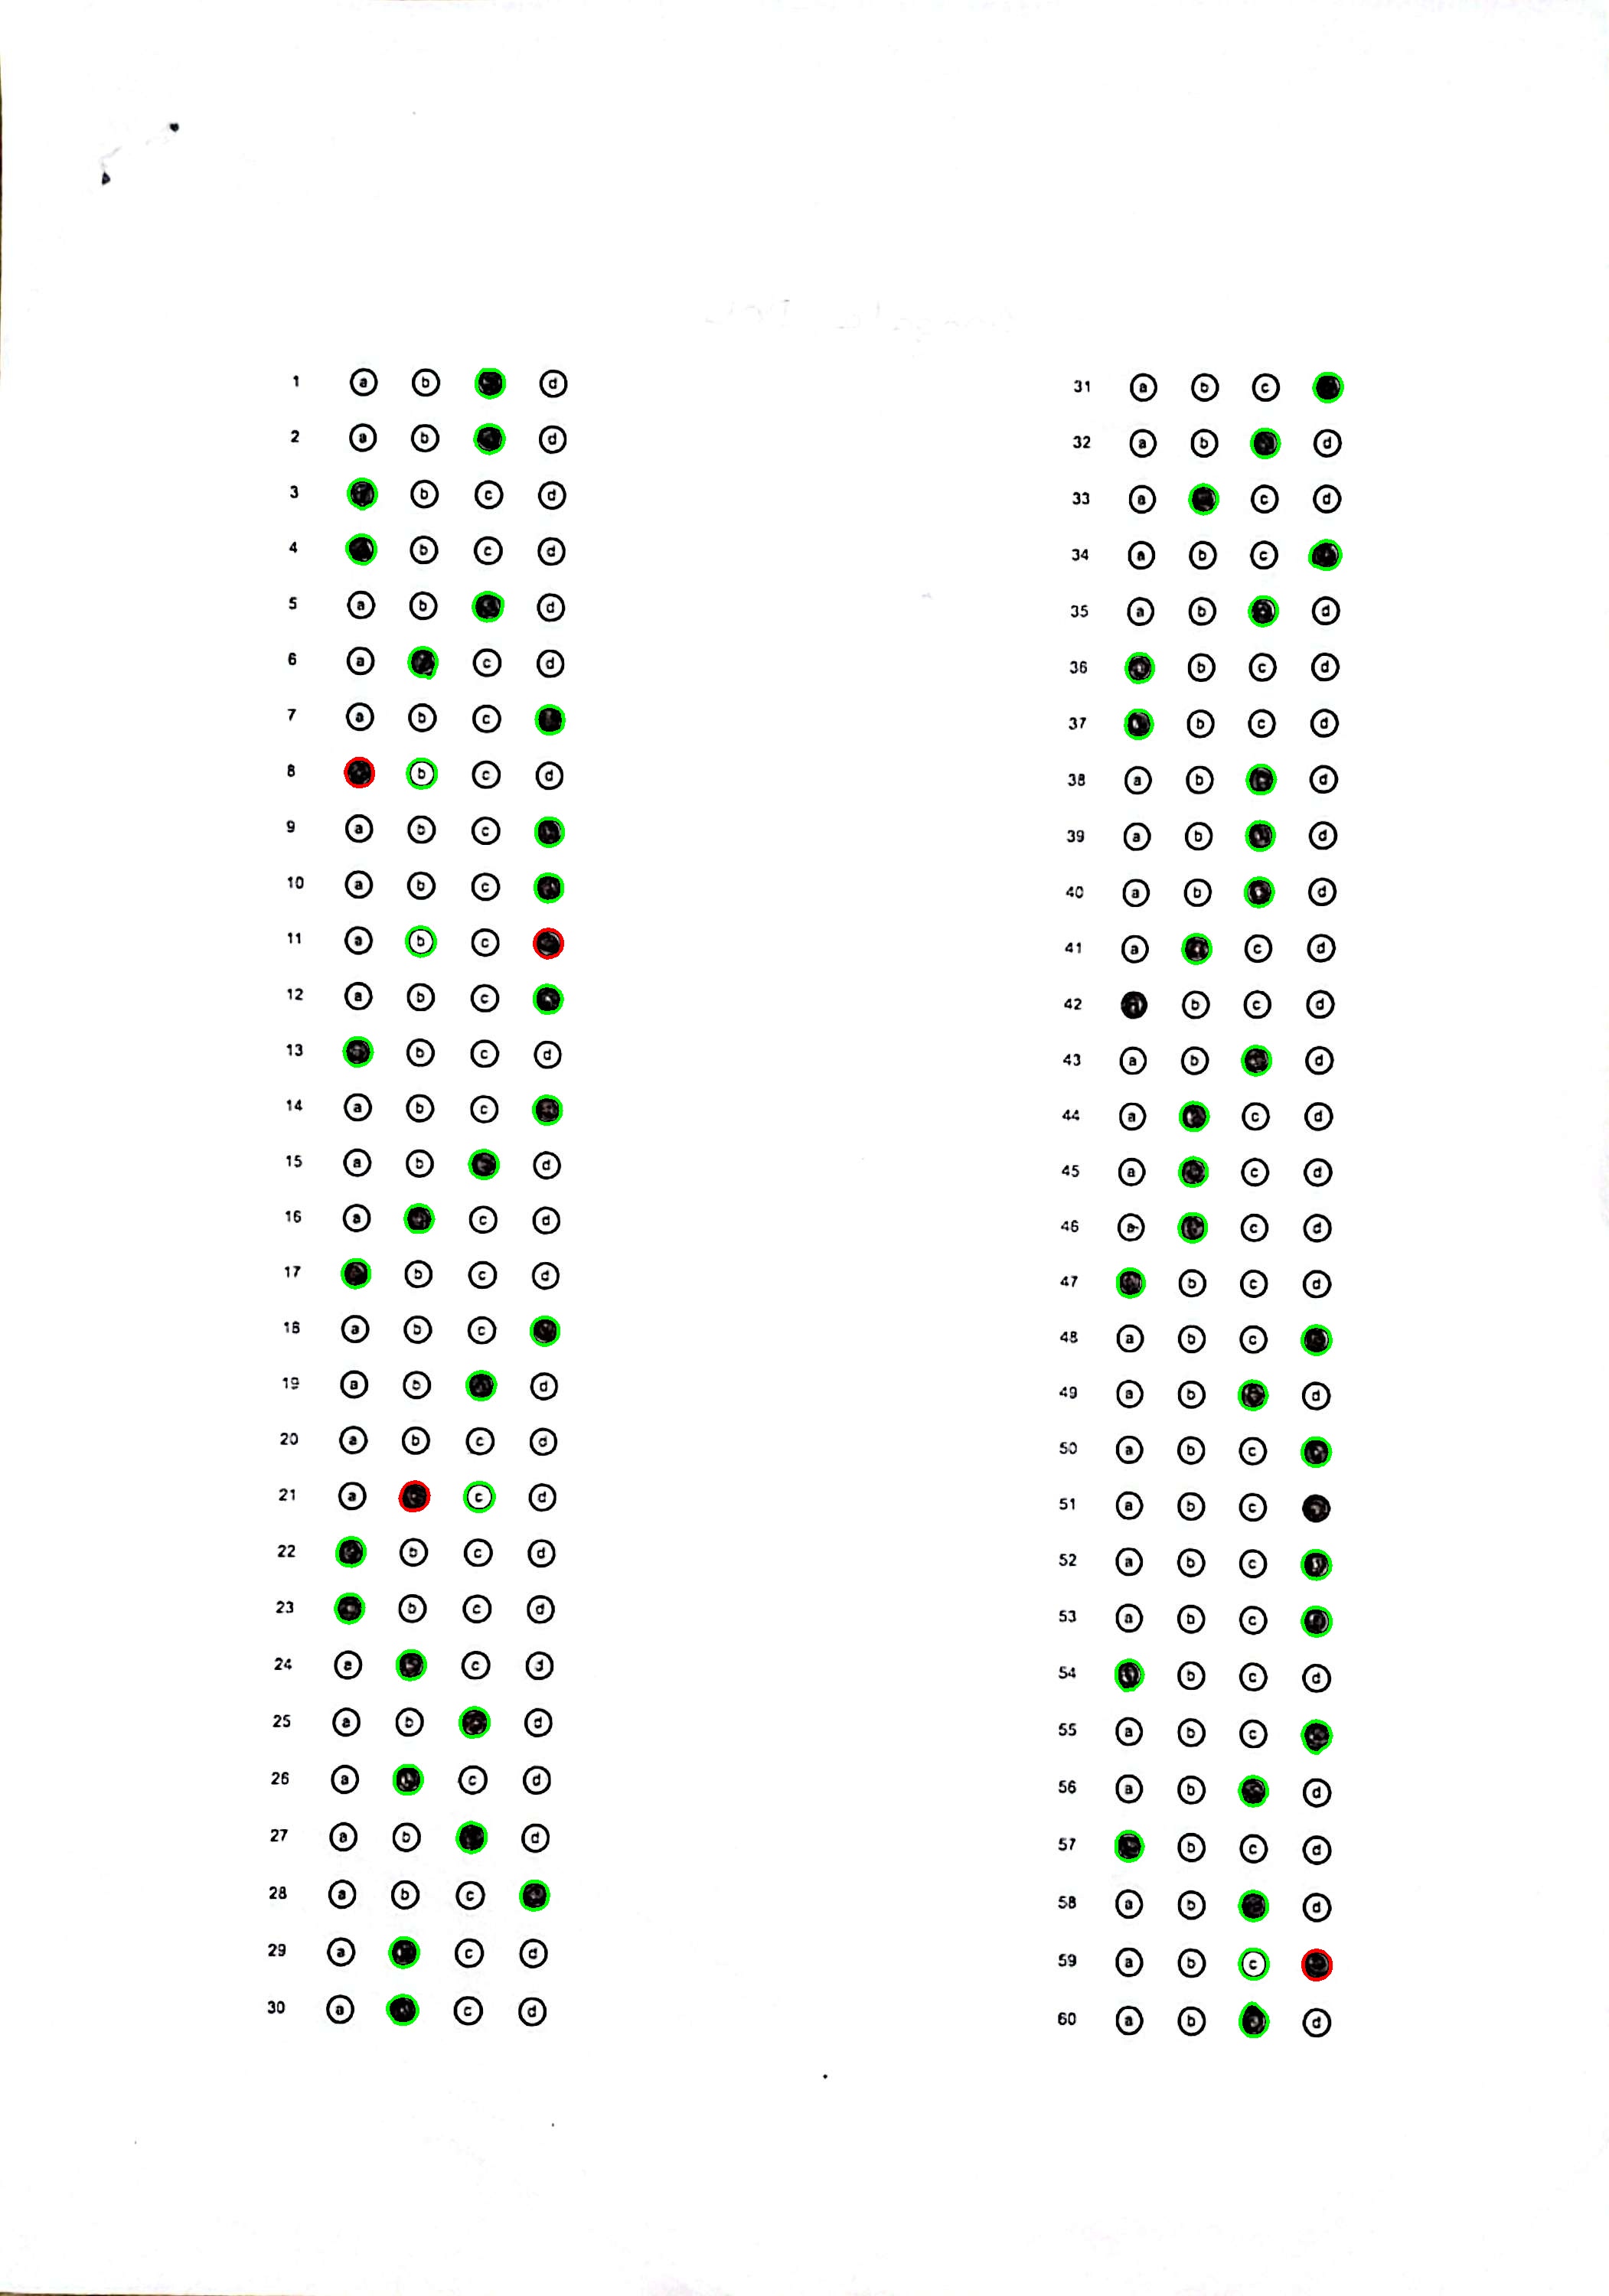 1 a b d
2 a b d
3 b c d
4 b c d
5 a b d
6 a c d
7 a b c
8 b c d
9 a b c
10 a b c
11 a b c
12 a b c
13 b c d
14 a b c
15 a b d
16 a c d
17 b c d
18 a b c
19 a b d
20 a b c d
21 a c d
22 b c d
23 b c d
24 a c d
25 a b d
26 a c d
27 a b d
28 a b c
29 a c d
30 a c d
31 a b c
32 a b d
33 a c d
34 a b c
35 a b d
36 b c d
37 b c d
38 a b d
39 a b d
40 a b d
41 a c d
42 b c d
43 a b d
44 a c d
45 a c d
46 a c d
47 b c d
48 a b c
49 a b d
50 a b c
51 a b c
52 a b c
53 a b c
54 b c d
55 a b c
56 a b d
57 b c d
58 a b d
59 a b c
60 a b d